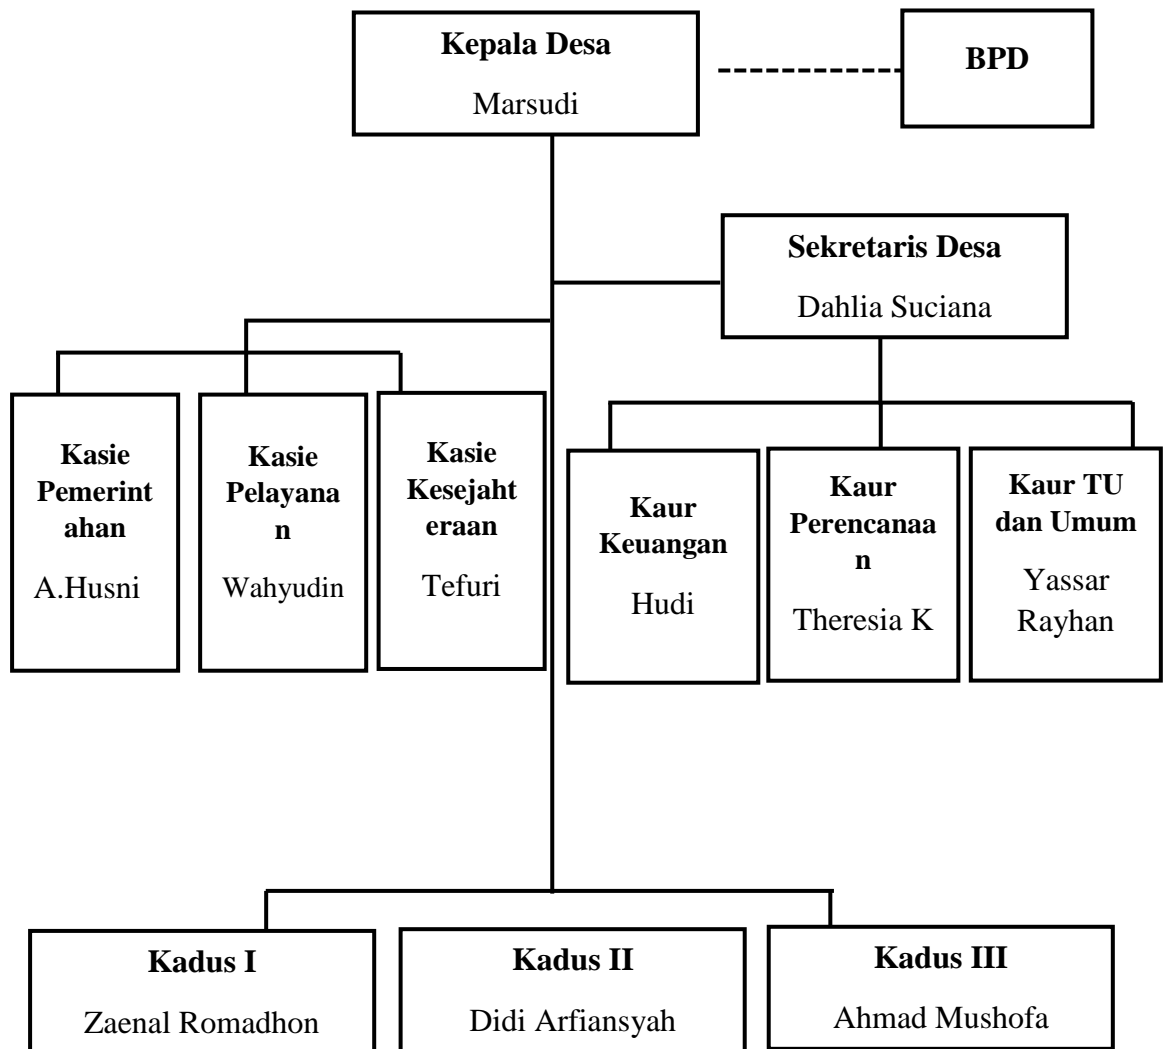 Kepala Desa
Marsudi
BPD
Sekretaris Desa
Dahlia Suciana
Kasie
Pemerint
ahan
A.Husni
Kasie
Pelayana
n
Wahyudin
Kasie
Kesejaht
eraan
Tefuri
Kaur
Keuangan
Hudi
Kaur
Perencanaa
n
Theresia K
Kaur TU
dan Umum
Yassar
Rayhan
Kadus I
Zaenal Romadhon
Kadus II
Didi Arfiansyah
Kadus III
Ahmad Mushofa